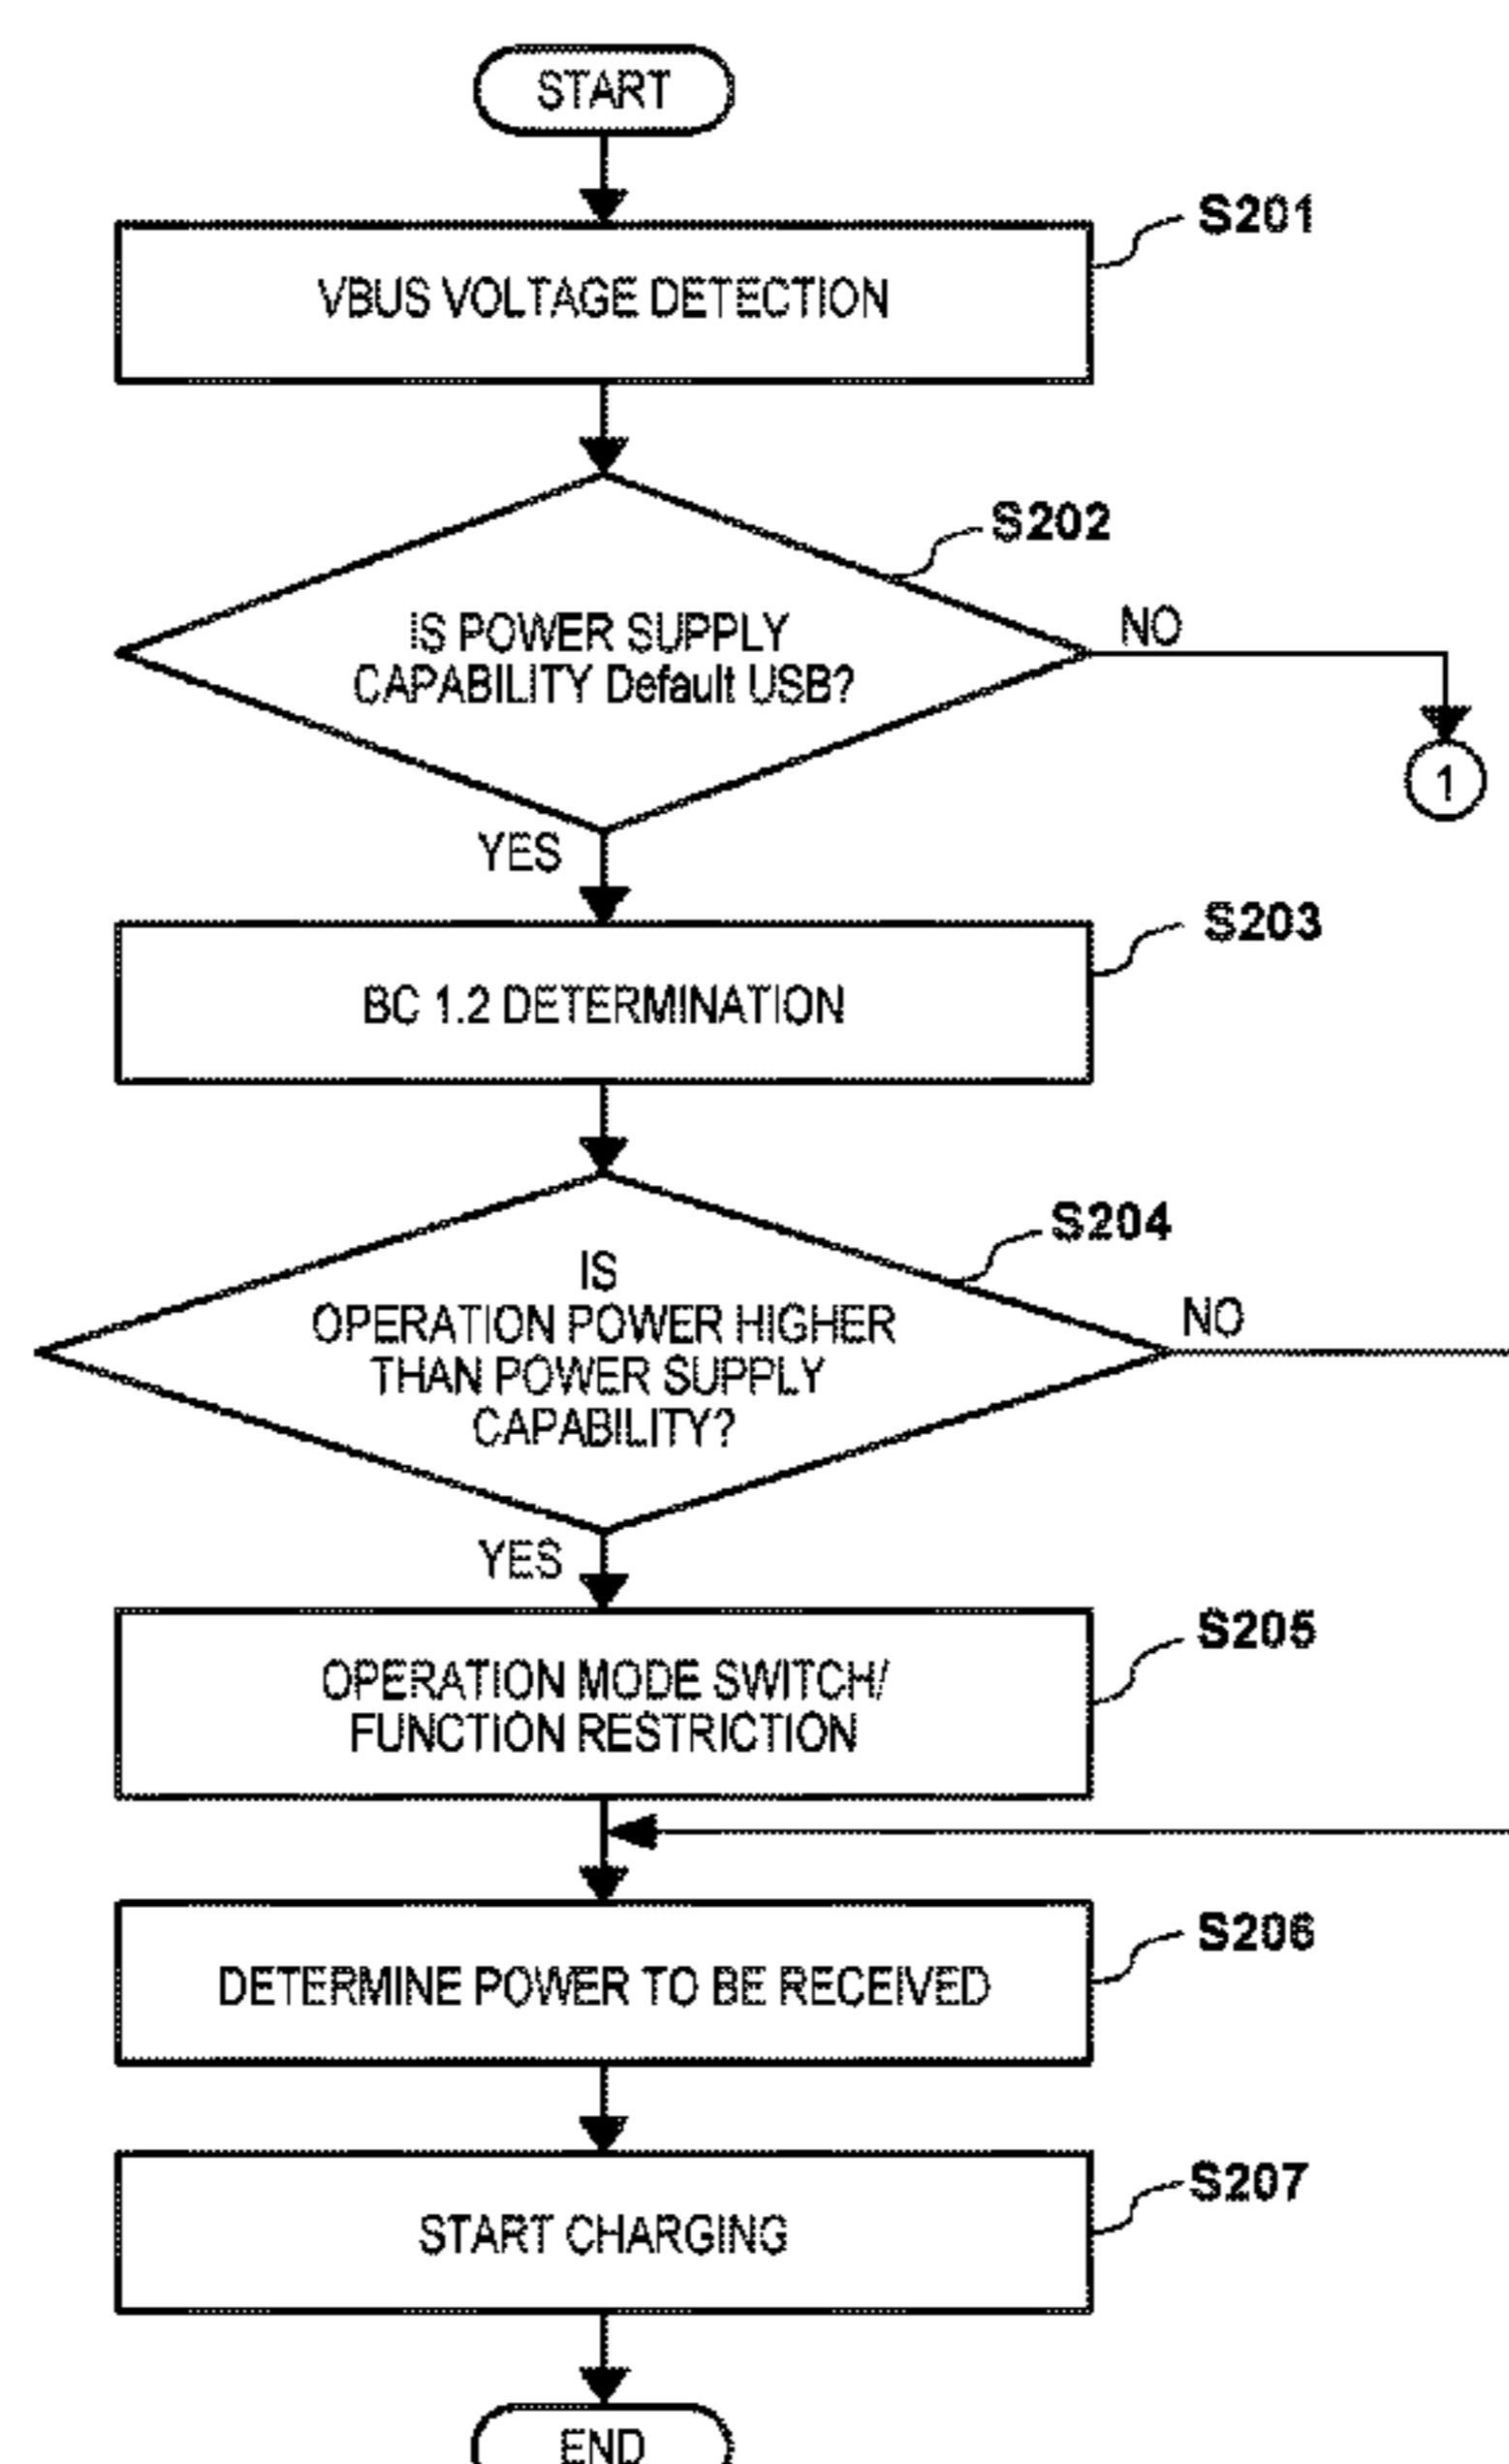 START
S201
VBUS VOLTAGE DETECTION
S202
IS POWER SUPPLY
CAPABILITY Default USB?
NO
1
YES
S203
BC 1.2 DETERMINATION
S204
IS
OPERATION POWER HIGHER
THAN POWER SUPPLY
CAPABILITY?
NO
YES
S205
OPERATION MODE SWITCH/
FUNCTION RESTRICTION
S206
DETERMINE POWER TO BE RECEIVED
S207
START CHARGING
END